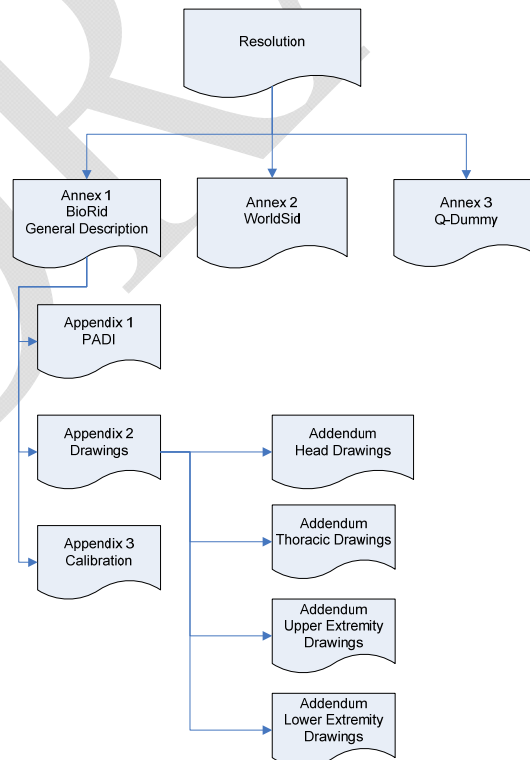 Resolution
Annex 1
BioRid
General Description
Annex 2
WorldSid
Annex 3
Q-Dummy
Appendix 1
PADI
Appendix 2
Drawings
Addendum
Head Drawings
Addendum
Thoracic Drawings
Appendix 3
Calibration
Addendum
Upper Extremity
Drawings
Addendum
Lower Extremity
Drawings